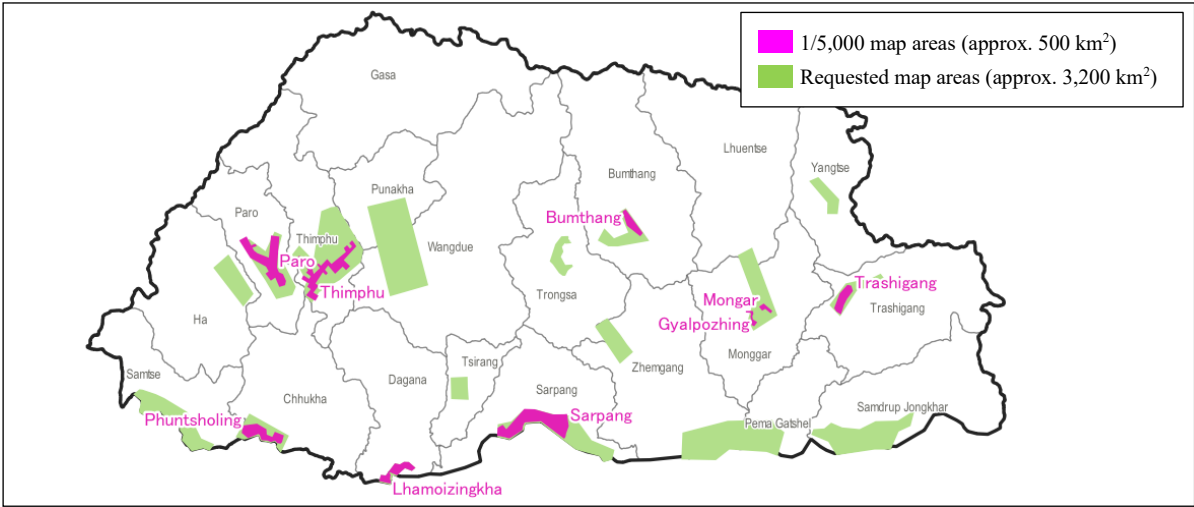 1/5,000 map areas (approx. 500 km²)
Requested map areas (approx. 3,200 km²)
Gasa
Lhuentse
Yangtse
Bumthang
Punakha
Paro
Bumthang
Thimphu
Wangdue
Paro
Trashigang
Thimphu
Trongsa
Mongar
Trashigang
Ha
Gyalpozhing
Monggar
Tsirang
Zhemgang
Samtse
Dagana
Sarpang
Chhukha
Samdrup Jongkhar
Phuntsholing
Sarpang
Pema Gatshel
Lhamoizingkha